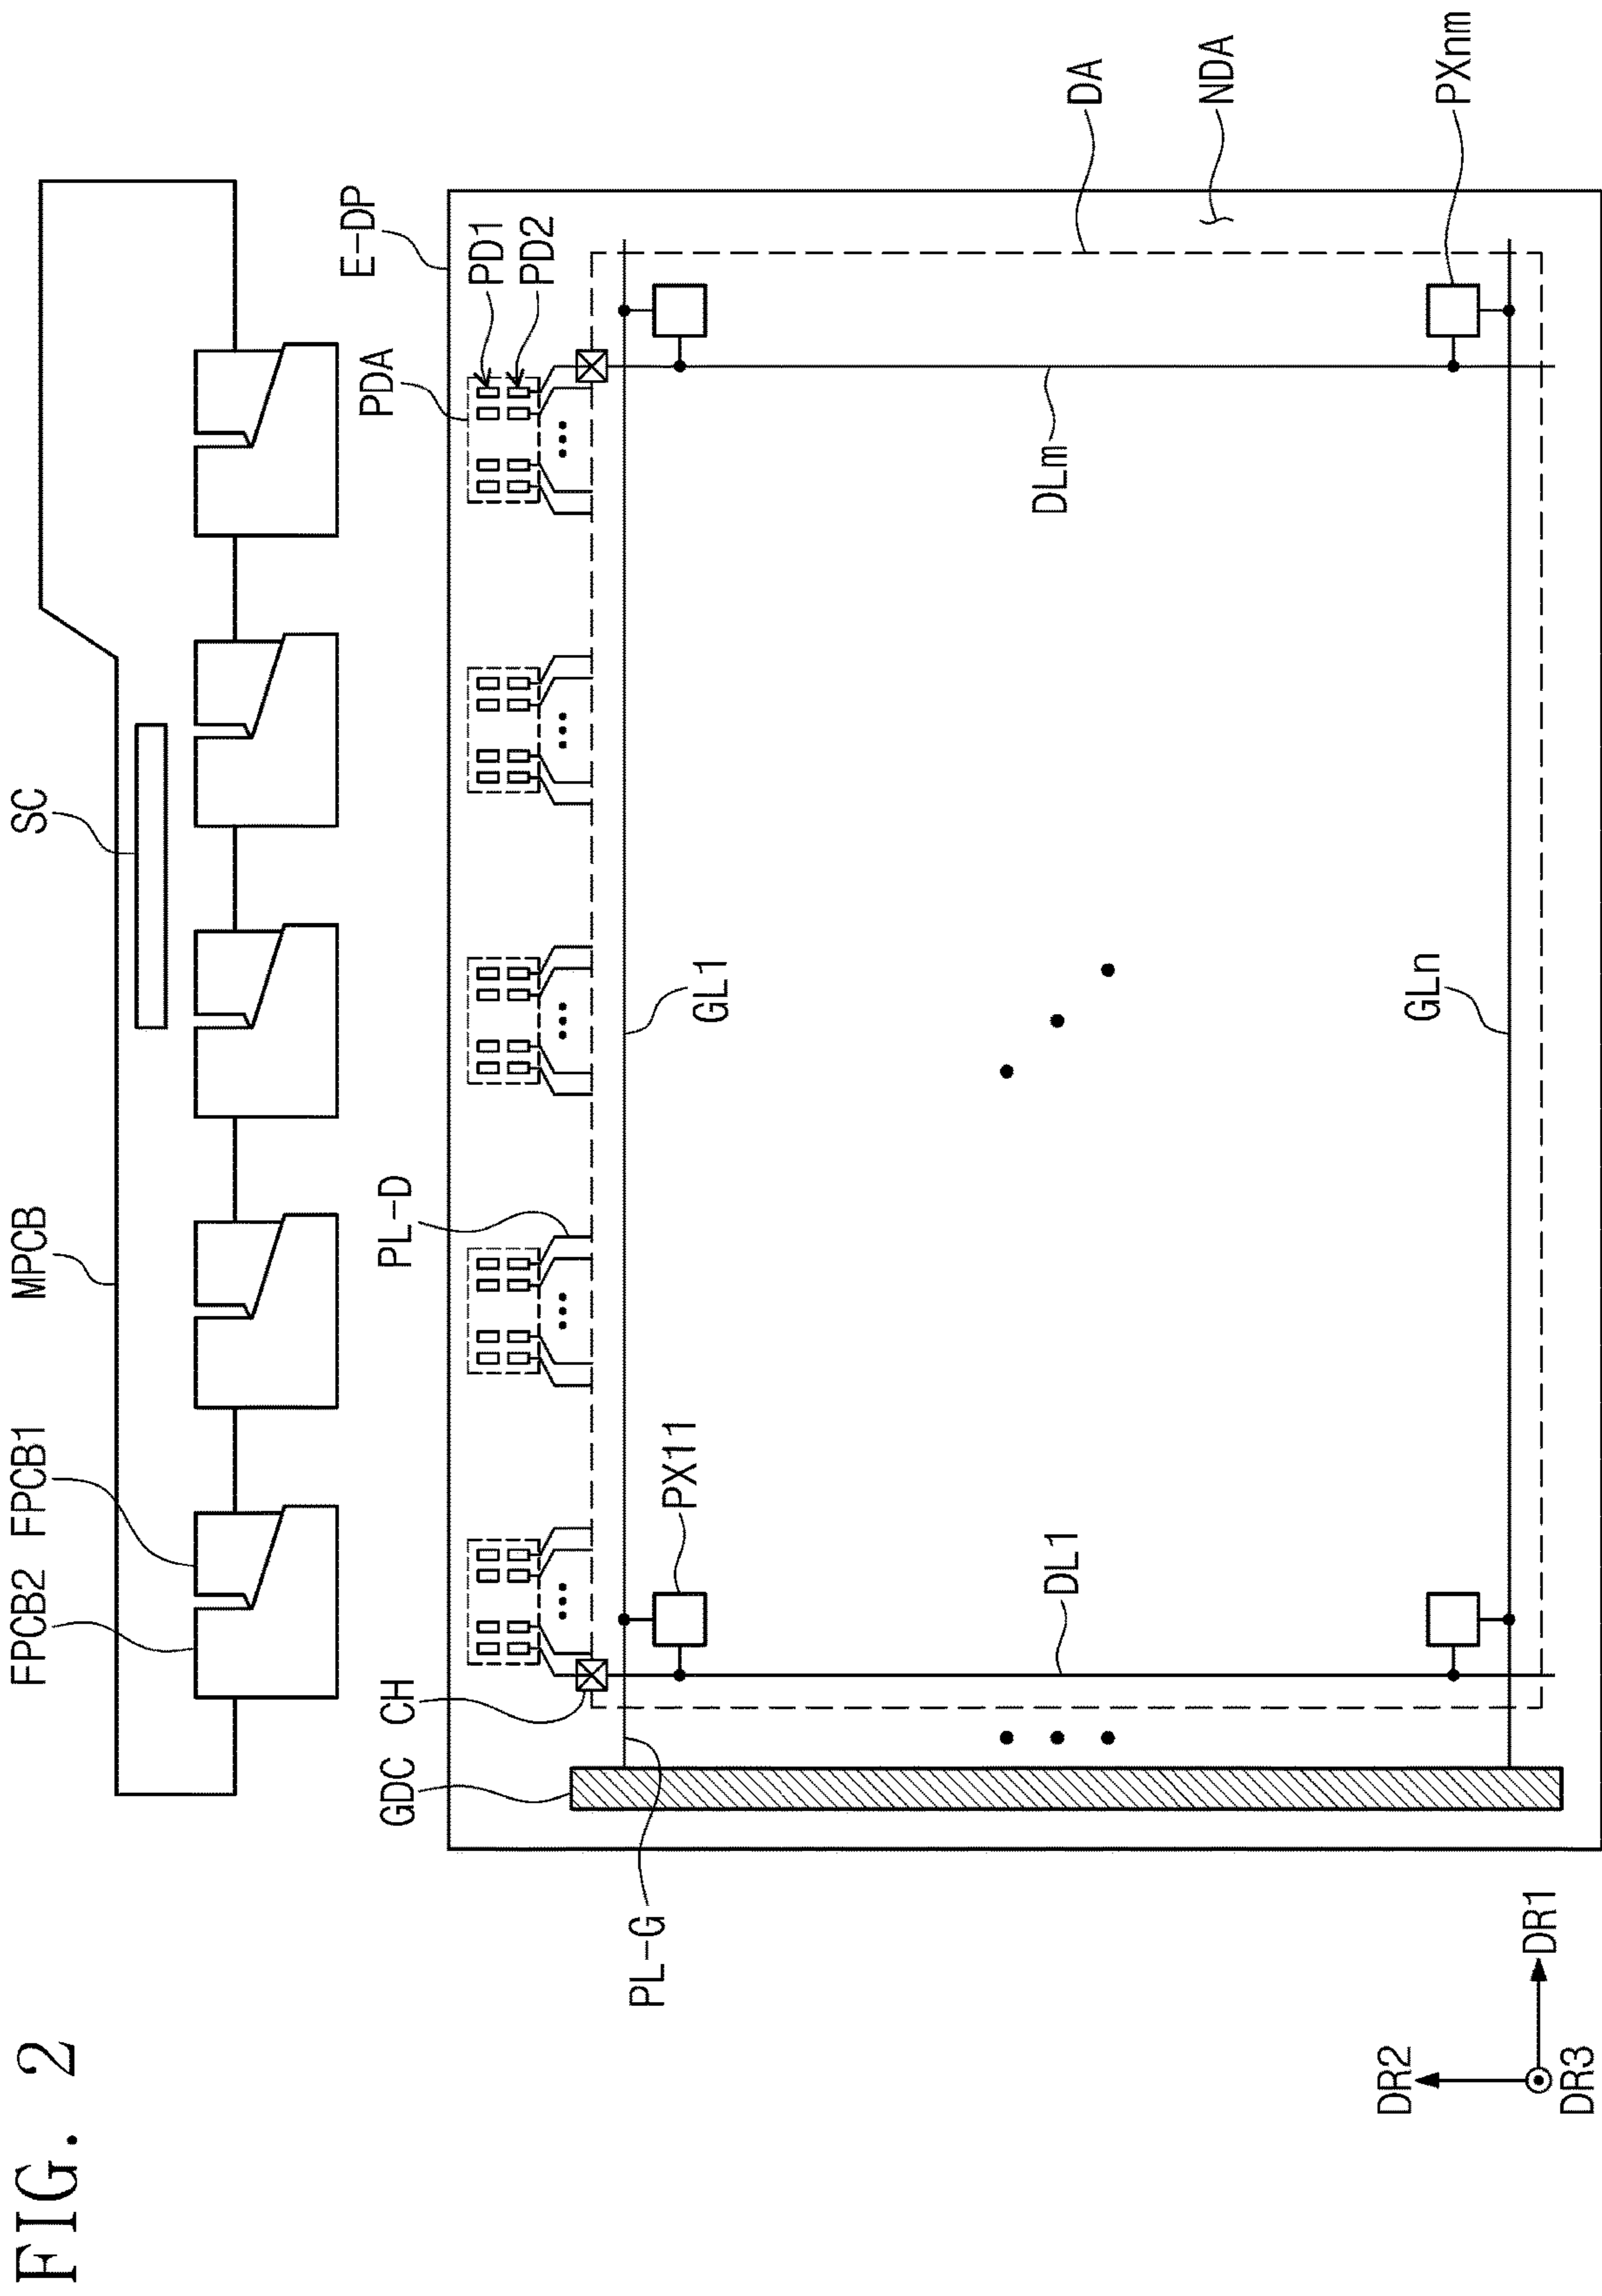 FIG. 2
FPCB2
FPCB1
MPCB
SC
GDC
CH
PL-D
PDA
E-DP
PD1
PD2
PL-G
PX11
GL1
DL1
DLm
DA
NDA
GLn
PXnm
DR2
DR1
DR3